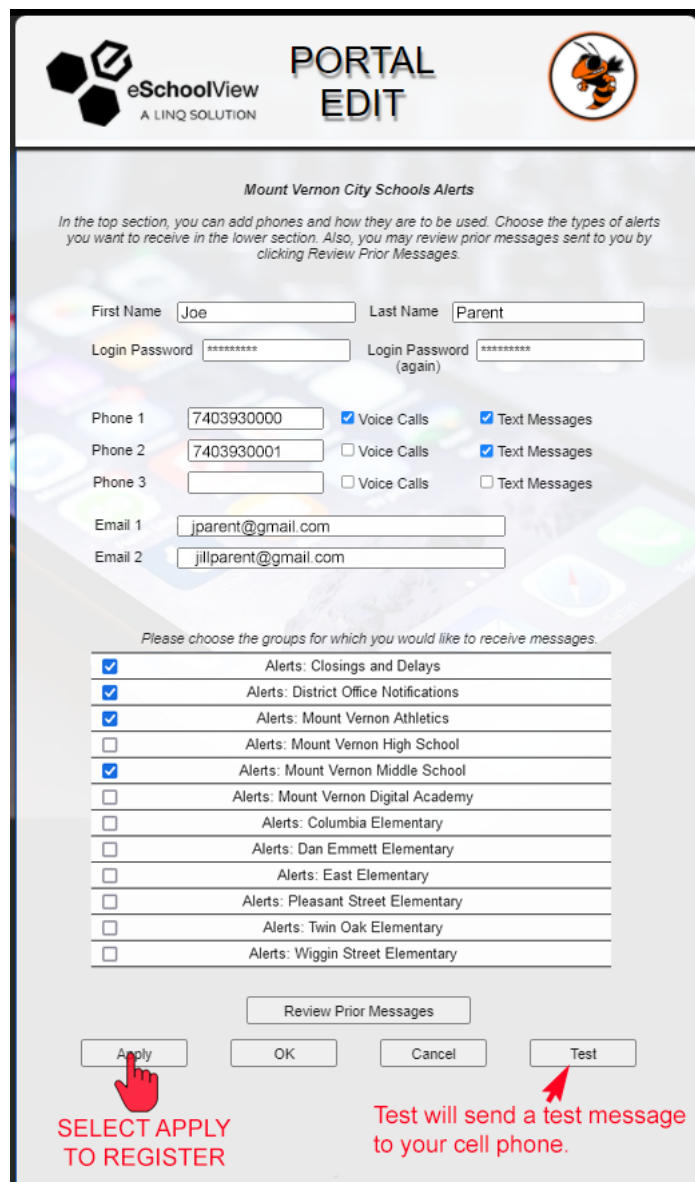 eSchoolView
A LINQ SOLUTION
PORTAL
EDIT
Mount Vernon City Schools Alerts
In the top section, you can add phones and how they are to be used. Choose the types of alerts
you want to receive in the lower section. Also, you may review prior messages sent to you by
clicking Review Prior Messages.
First Name Joe Last Name Parent
Login Password ********* Login Password *********
(again)
Phone 1 7403930000 Voice Calls Text Messages
Phone 2 7403930001 Voice Calls Text Messages
Phone 3 Voice Calls Text Messages
Email 1 jparent@gmail.com
Email 2 jillparent@gmail.com
Please choose the groups for which you would like to receive messages.
Alerts: Closings and Delays
Alerts: District Office Notifications
Alerts: Mount Vernon Athletics
Alerts: Mount Vernon High School
Alerts: Mount Vernon Middle School
Alerts: Mount Vernon Digital Academy
Alerts: Columbia Elementary
Alerts: Dan Emmett Elementary
Alerts: East Elementary
Alerts: Pleasant Street Elementary
Alerts: Twin Oak Elementary
Alerts: Wiggin Street Elementary
Review Prior Messages
Apply OK Cancel Test
SELECT APPLY
TO REGISTER
Test will send a test message
to your cell phone.